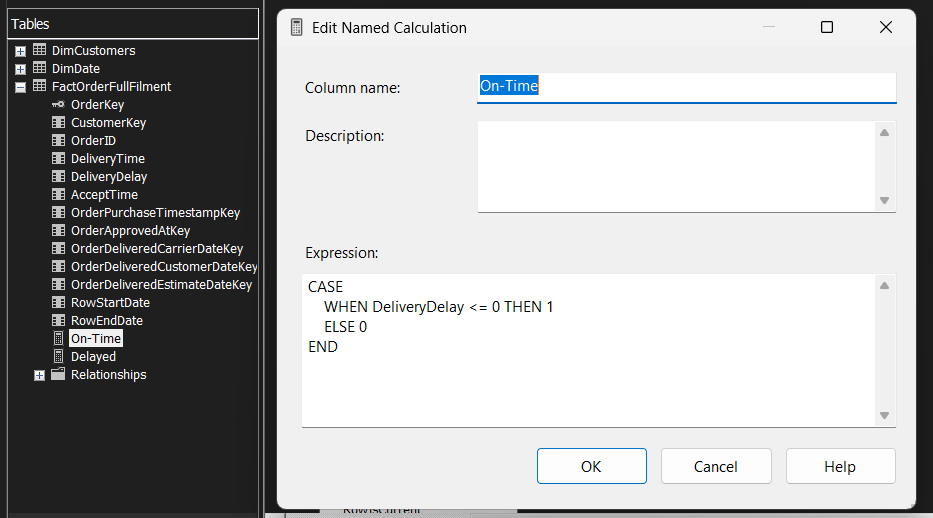 Tables
DimCustomers
DimDate
FactOrderFullFilment
OrderKey
CustomerKey
OrderID
DeliveryTime
DeliveryDelay
AcceptTime
OrderPurchaseTimestampKey
OrderApprovedAtKey
OrderDeliveredCarrierDateKey
OrderDeliveredCustomerDateKey
OrderDeliveredEstimateDateKey
RowStartDate
RowEndDate
On-Time
Delayed
Relationships
Edit Named Calculation
Column name:
On-Time
Description:
Expression:
CASE
WHEN DeliveryDelay <= 0 THEN 1
ELSE 0
END
OK Cancel Help
RowIsCurrent